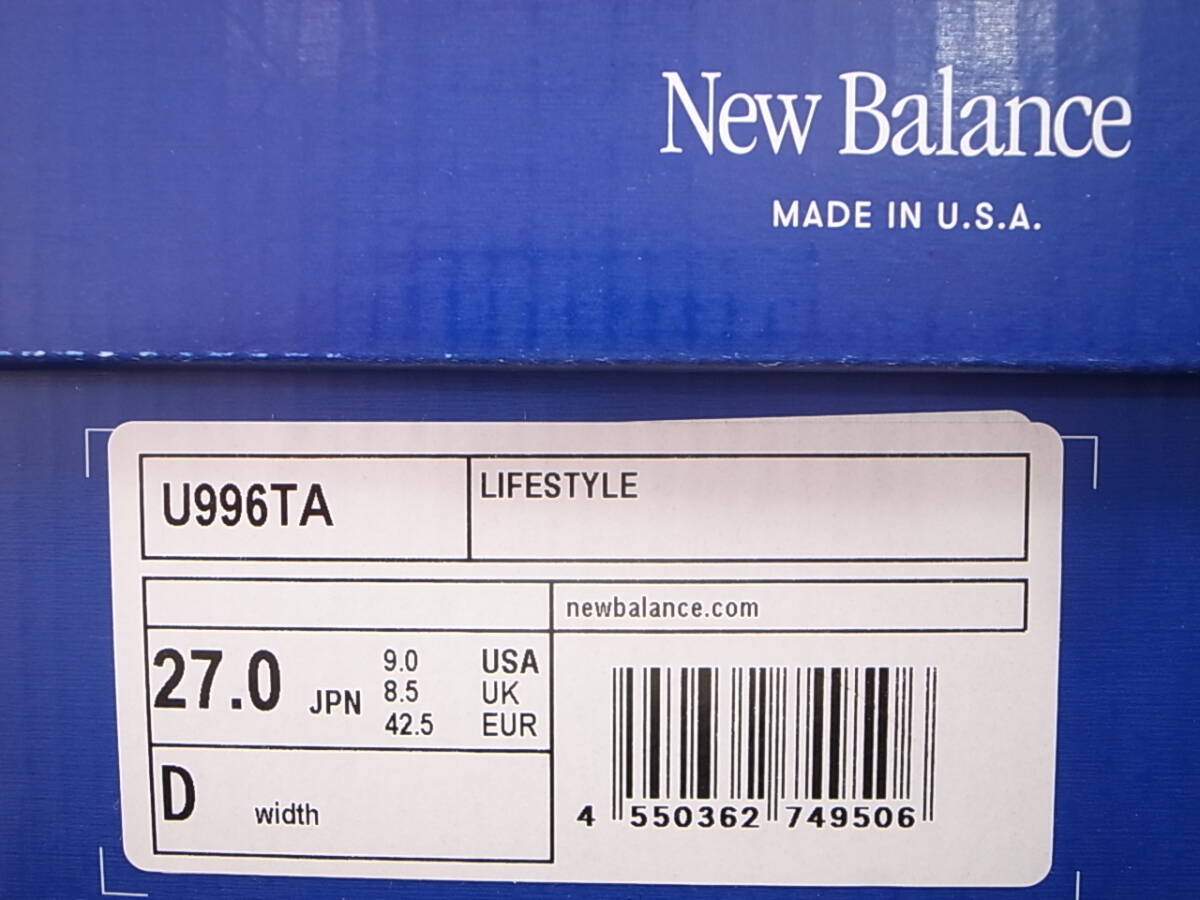 New Balance
MADE IN U.S.A.
U996TA
LIFESTYLE
newbalance.com
27.0 JPN
9.0 USA
8.5 UK
42.5 EUR
D width
4 550362 749506